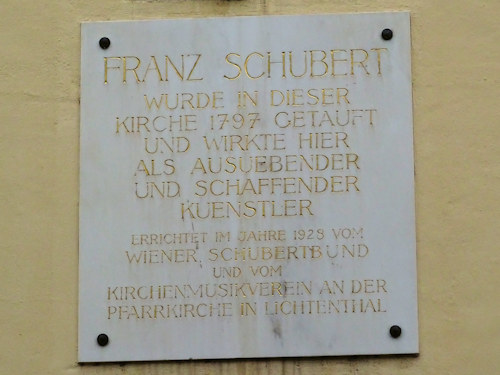 FRANZ SCHUBERT
WURDE IN DIESER
KIRCHE 1797 GETAUFT
UND WIRKTE HIER
ALS AUSUEBENDER
UND SCHAFFENDER
KUENSTLER
ERRICHTET IM JAHRE 1928 VOM
WIENER SCHUBERTBUND
UND VOM
KIRCHENMUSIKVEREIN AN DER
PFARRKIRCHE IN LICHTENTHAL